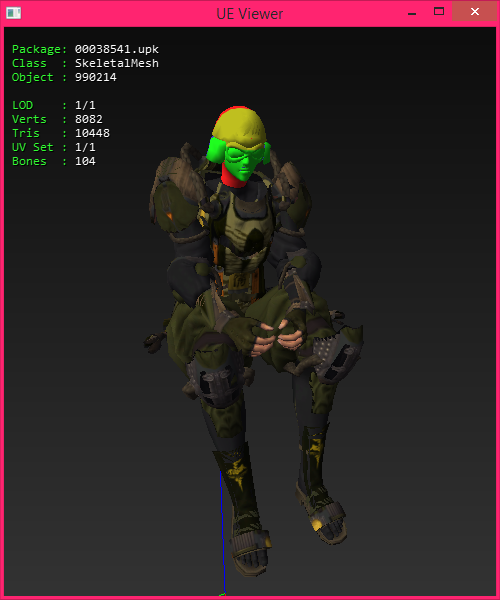 UE Viewer
Package: 00038541.upk
Class : SkeletalMesh
Object : 990214
LOD : 1/1
Verts : 8082
Tris : 10448
UV Set : 1/1
Bones : 104